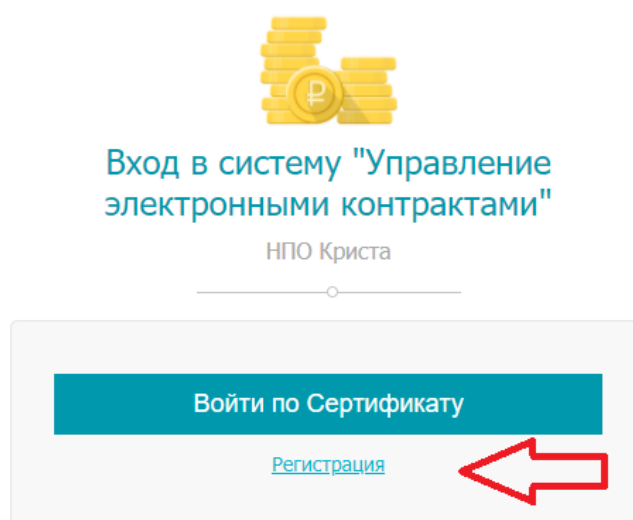 Вход в систему "Управление
электронными контрактами"
НПО Криста
Войти по Сертификату
Регистрация